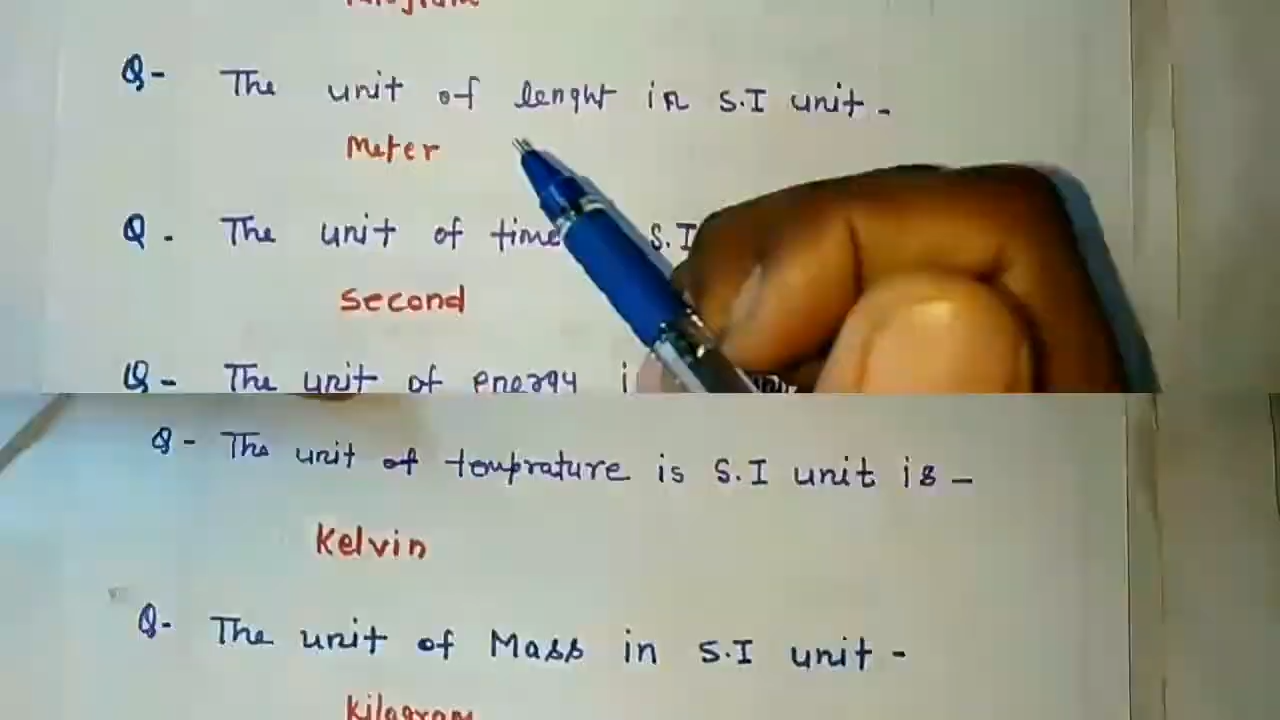 Q- The unit of lenght in S.I unit -
Meter
Q. The unit of time S.I
Second
Q- The unit of energy
Q- The unit of temprature is S.I unit is -
Kelvin
Q- The unit of Mass in S.I unit -
Kilogram